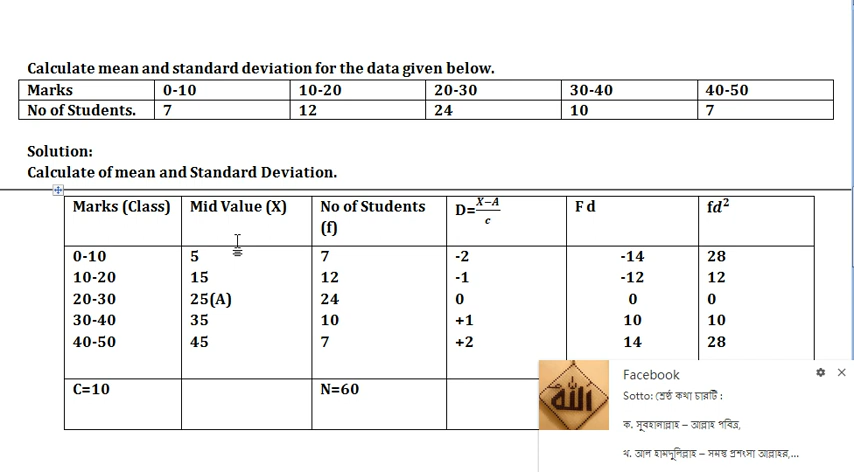 Calculate mean and standard deviation for the data given below.
Marks 0-10 10-20 20-30 30-40 40-50
No of Students. 7 12 24 10 7
Solution:
Calculate of mean and Standard Deviation.
Marks (Class) Mid Value (X) No of Students (f) D=X−A/c F d fd²
0-10 5 7 -2 -14 28
10-20 15 12 -1 -12 12
20-30 25(A) 24 0 0 0
30-40 35 10 +1 10 10
40-50 45 7 +2 14 28
C=10 N=60
Facebook
Sotto: শ্রেষ্ঠ কথা চারটি :
ক. সুবহানাল্লাহ – আল্লাহ পবিত্র,
খ. আল হামদুলিল্লাহ – সমস্ত প্রশংসা আল্লাহর,...
الله